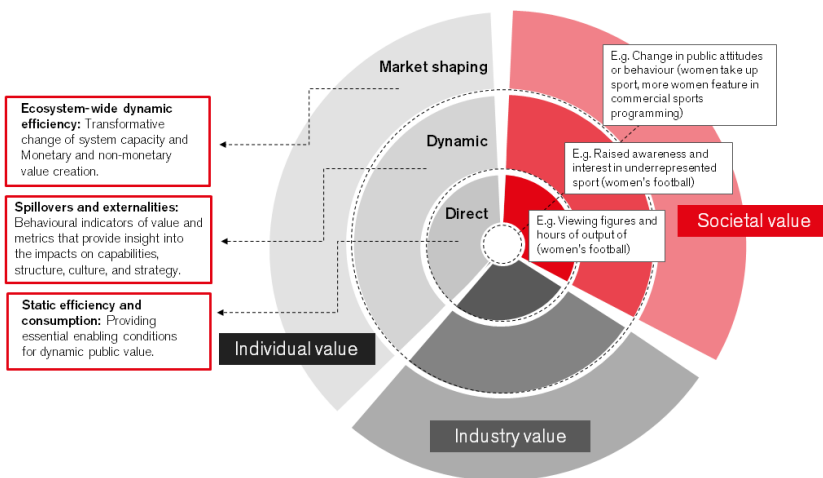 Market shaping
Dynamic
Direct
Ecosystem-wide dynamic
efficiency: Transformative
change of system capacity and
Monetary and non-monetary
value creation.
Spillovers and externalities:
Behavioural indicators of value and
metrics that provide insight into
the impacts on capabilities,
structure, culture, and strategy.
Static efficiency and
consumption: Providing
essential enabling conditions
for dynamic public value.
E.g. Change in public attitudes
or behaviour (women take up
sport, more women feature in
commercial sports
programming)
E.g. Raised awareness and
interest in underrepresented
sport (women's football)
E.g. Viewing figures and
hours of output of
(women's football)
Societal value
Individual value
Industry value